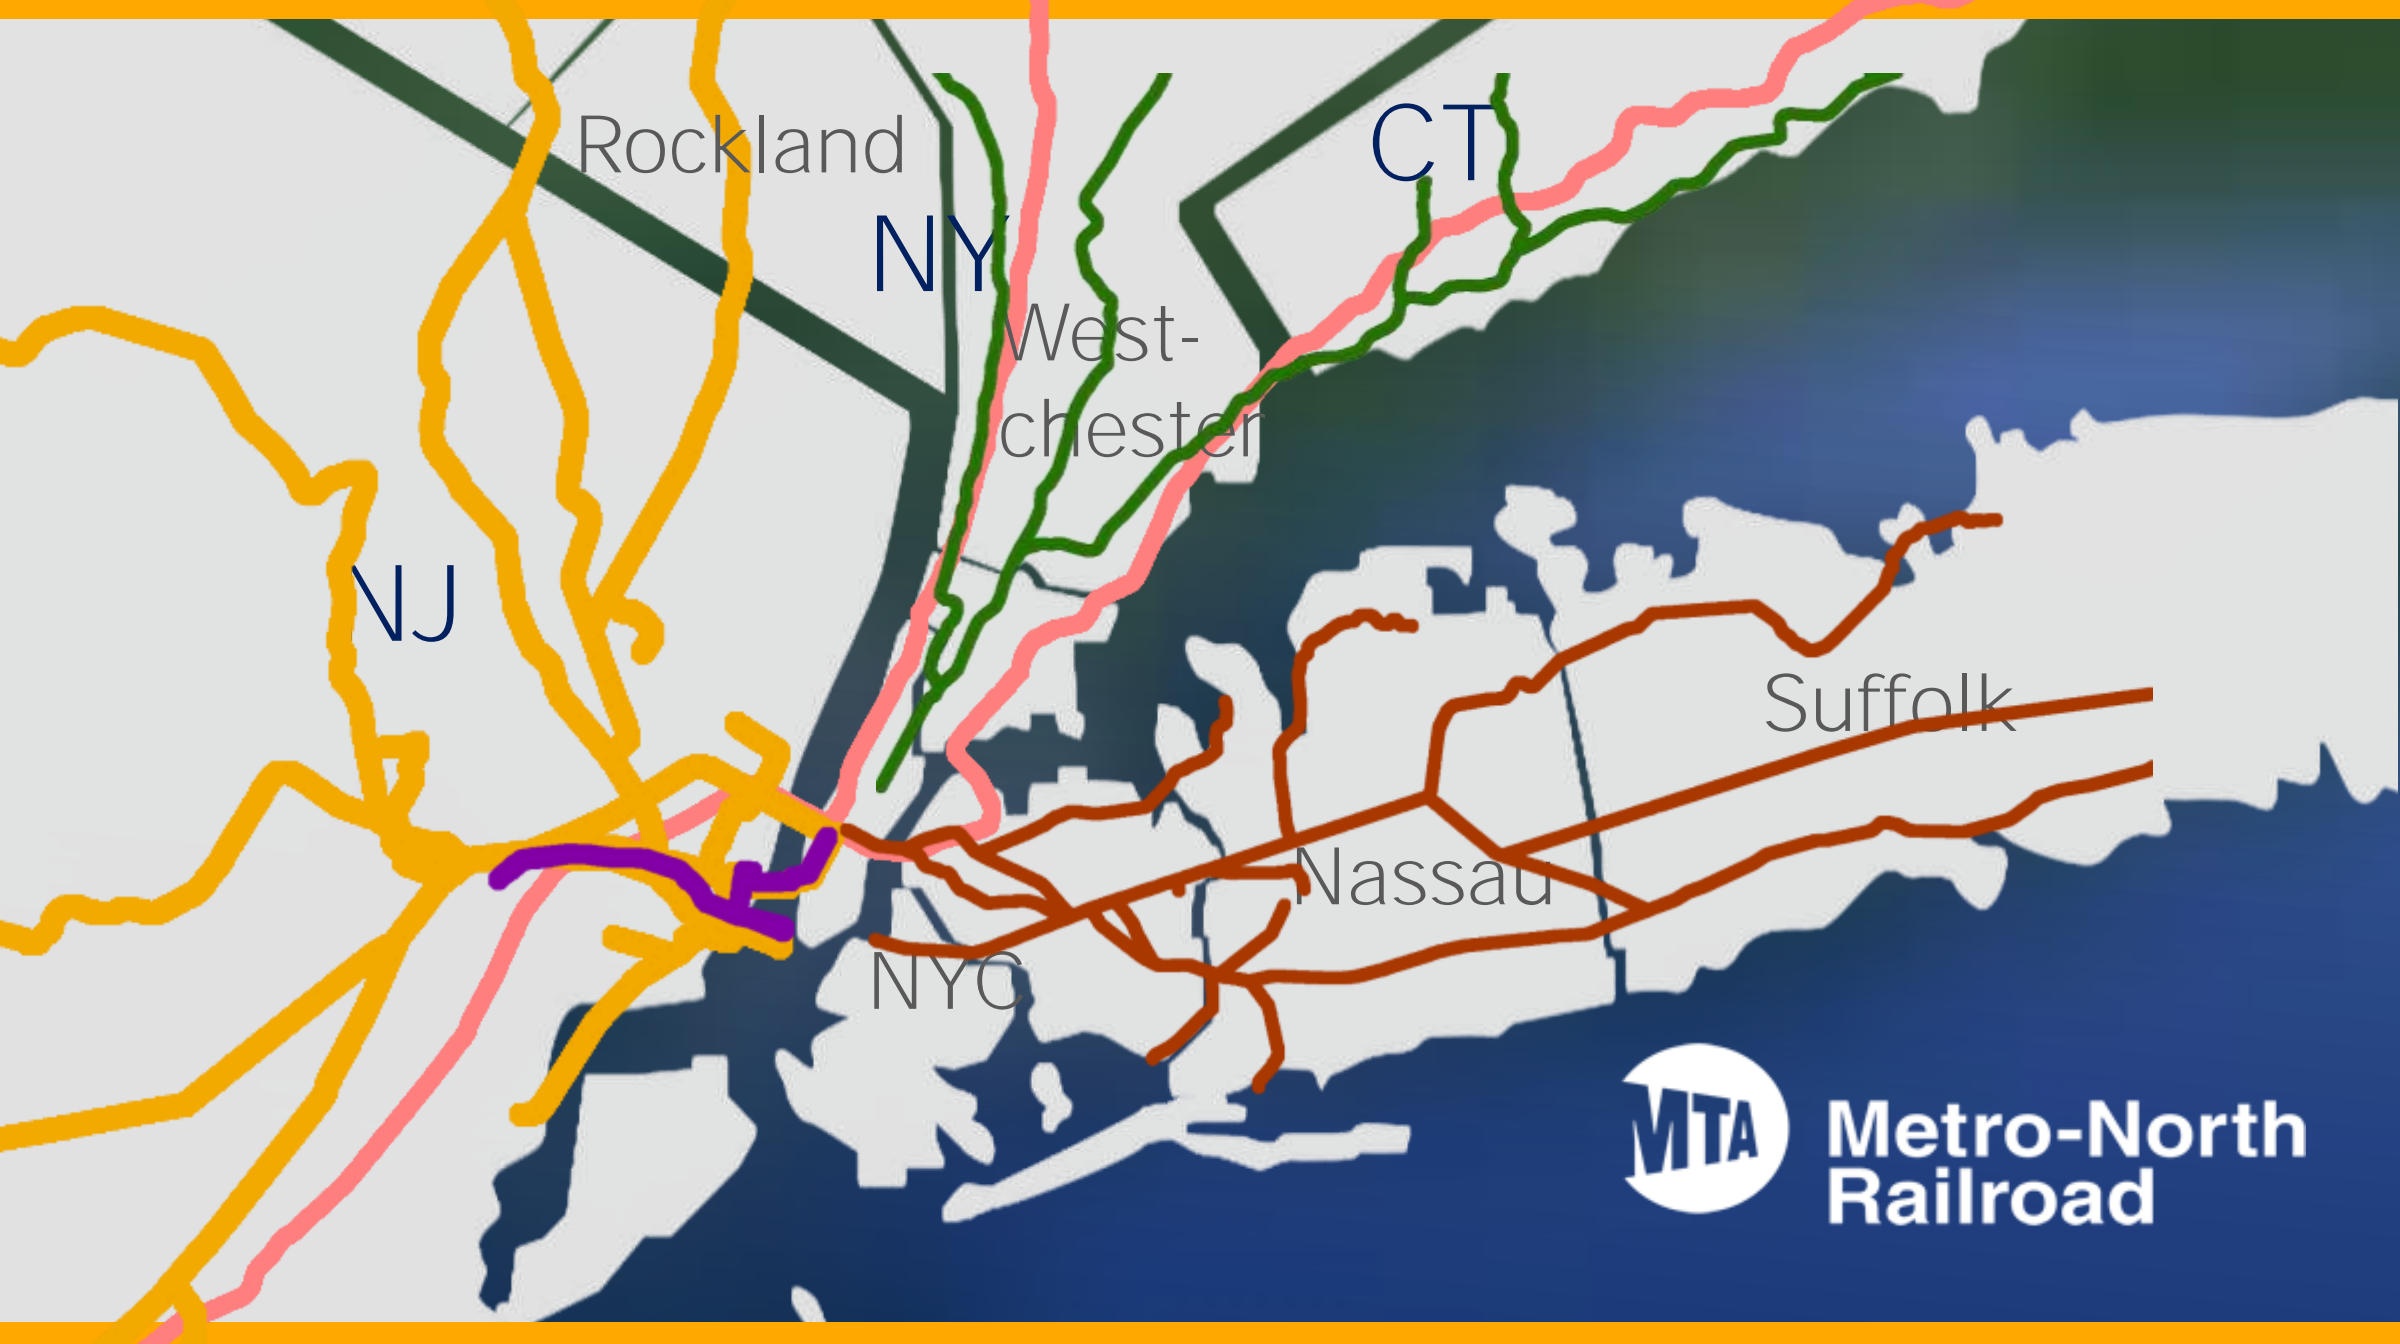 Rockland
CT
NY
West-
chester
NJ
Suffolk
Nassau
NYC
MTA
Metro-North
Railroad